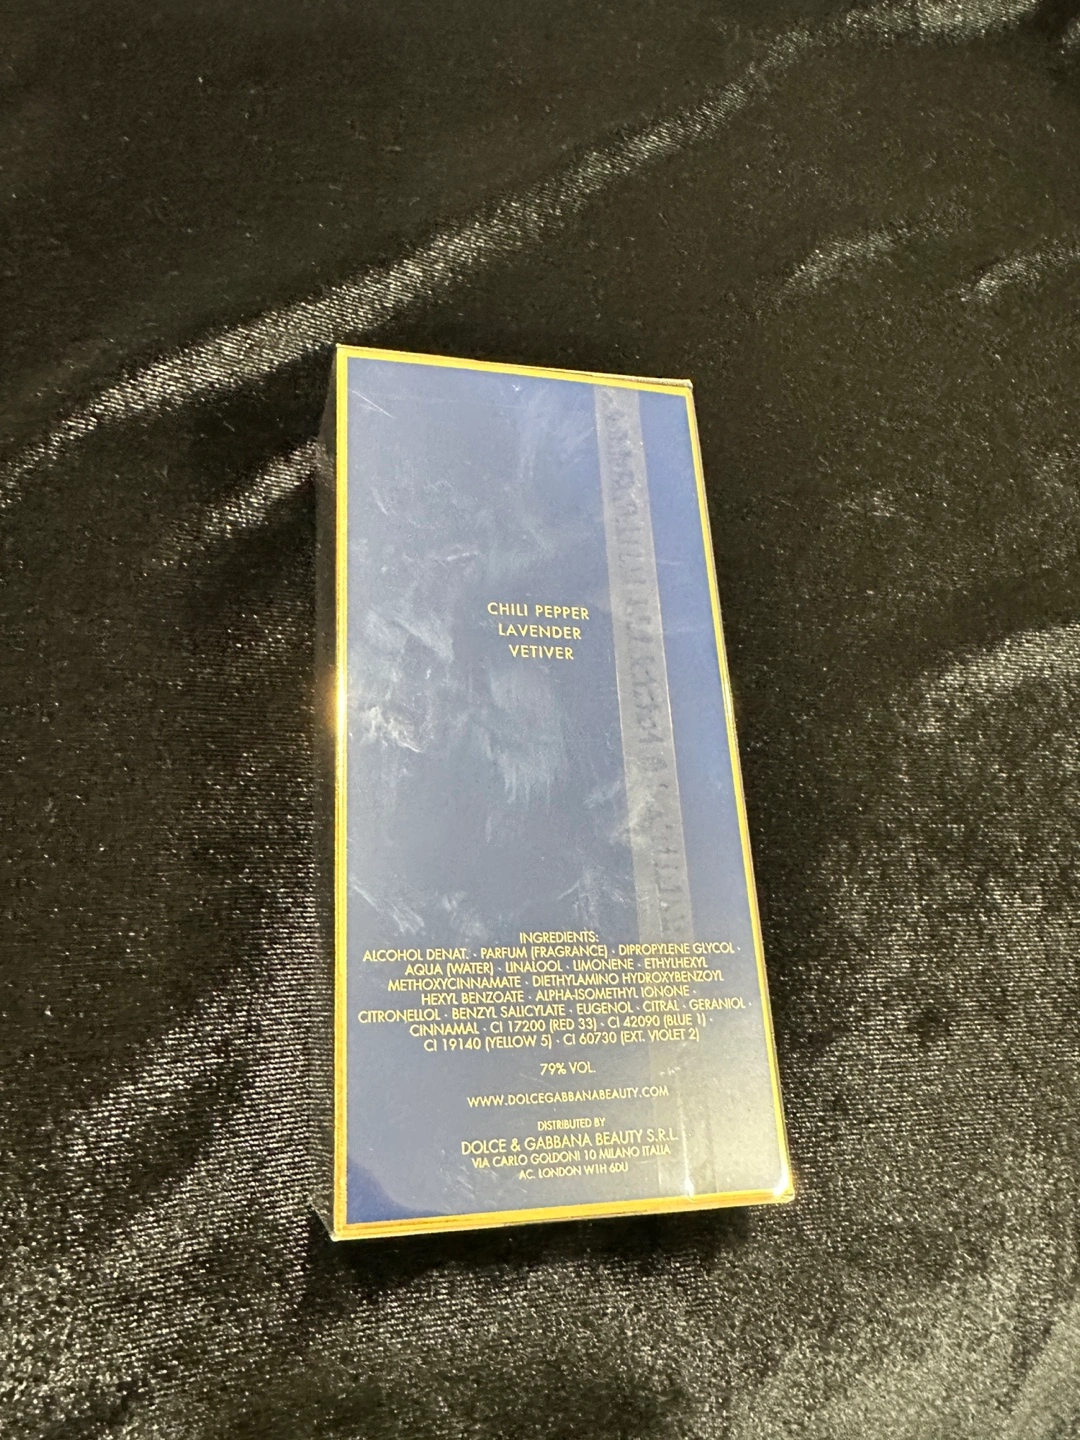 CHILI PEPPER
LAVENDER
VETIVER
INGREDIENTS:
ALCOHOL DENAT. · PARFUM (FRAGRANCE) · DIPROPYLENE GLYCOL ·
AQUA (WATER) · LINALOOL · LIMONENE · ETHYLHEXYL
METHOXYCINNAMATE · DIETHYLAMINO HYDROXYBENZOYL
HEXYL BENZOATE · ALPHA-ISOMETHYL IONONE ·
CITRONELLOL · BENZYL SALICYLATE · EUGENOL · CITRAL · GERANIOL ·
CINNAMAL · CI 17200 (RED 33) · CI 42090 (BLUE 1) ·
CI 19140 (YELLOW 5) · CI 60730 (EXT. VIOLET 2)
79% VOL.
WWW.DOLCEGABBANABEAUTY.COM
DISTRIBUTED BY
DOLCE & GABBANA BEAUTY S.R.L.
VIA CARLO GOLDONI 10 MILANO ITALIA
AC. LONDON W1H 6DU